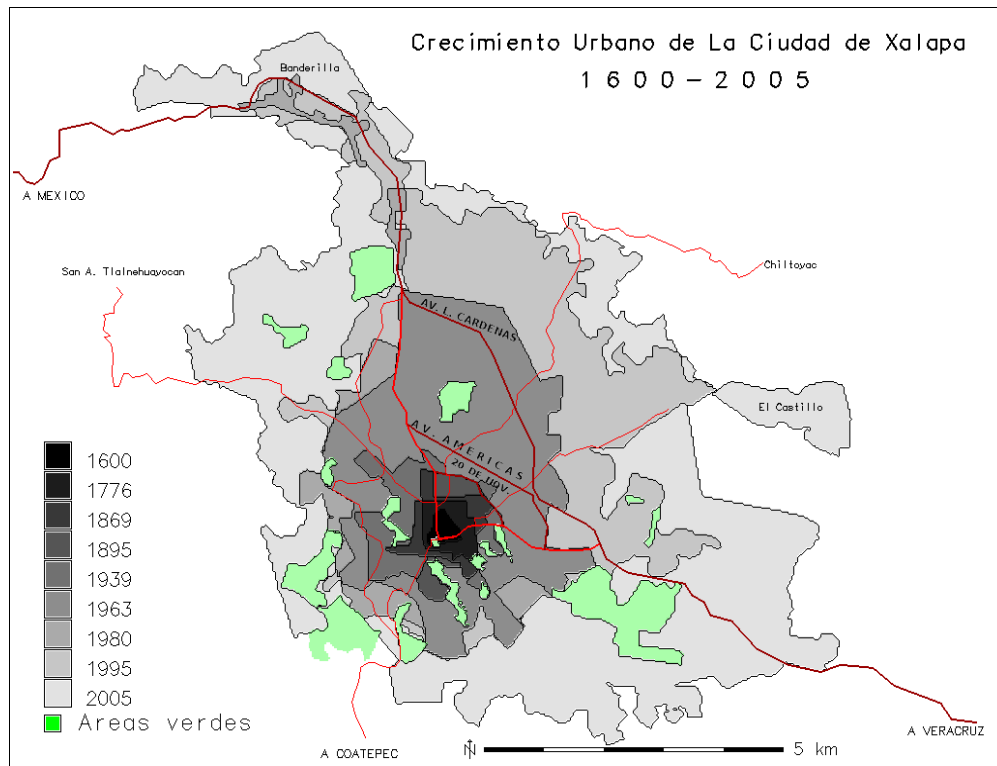 Crecimiento Urbano de La Ciudad de Xalapa
1600-2005
Banderilla
A MEXICO
San A. Tlalnehuayocan
Chiltoyac
AV. L. CARDENAS
El Castillo
AV. AMERICAS
20 DE NOV.
1600
1776
1869
1895
1939
1963
1980
1995
2005
Areas verdes
A COATEPEC
N
5 km
A VERACRUZ